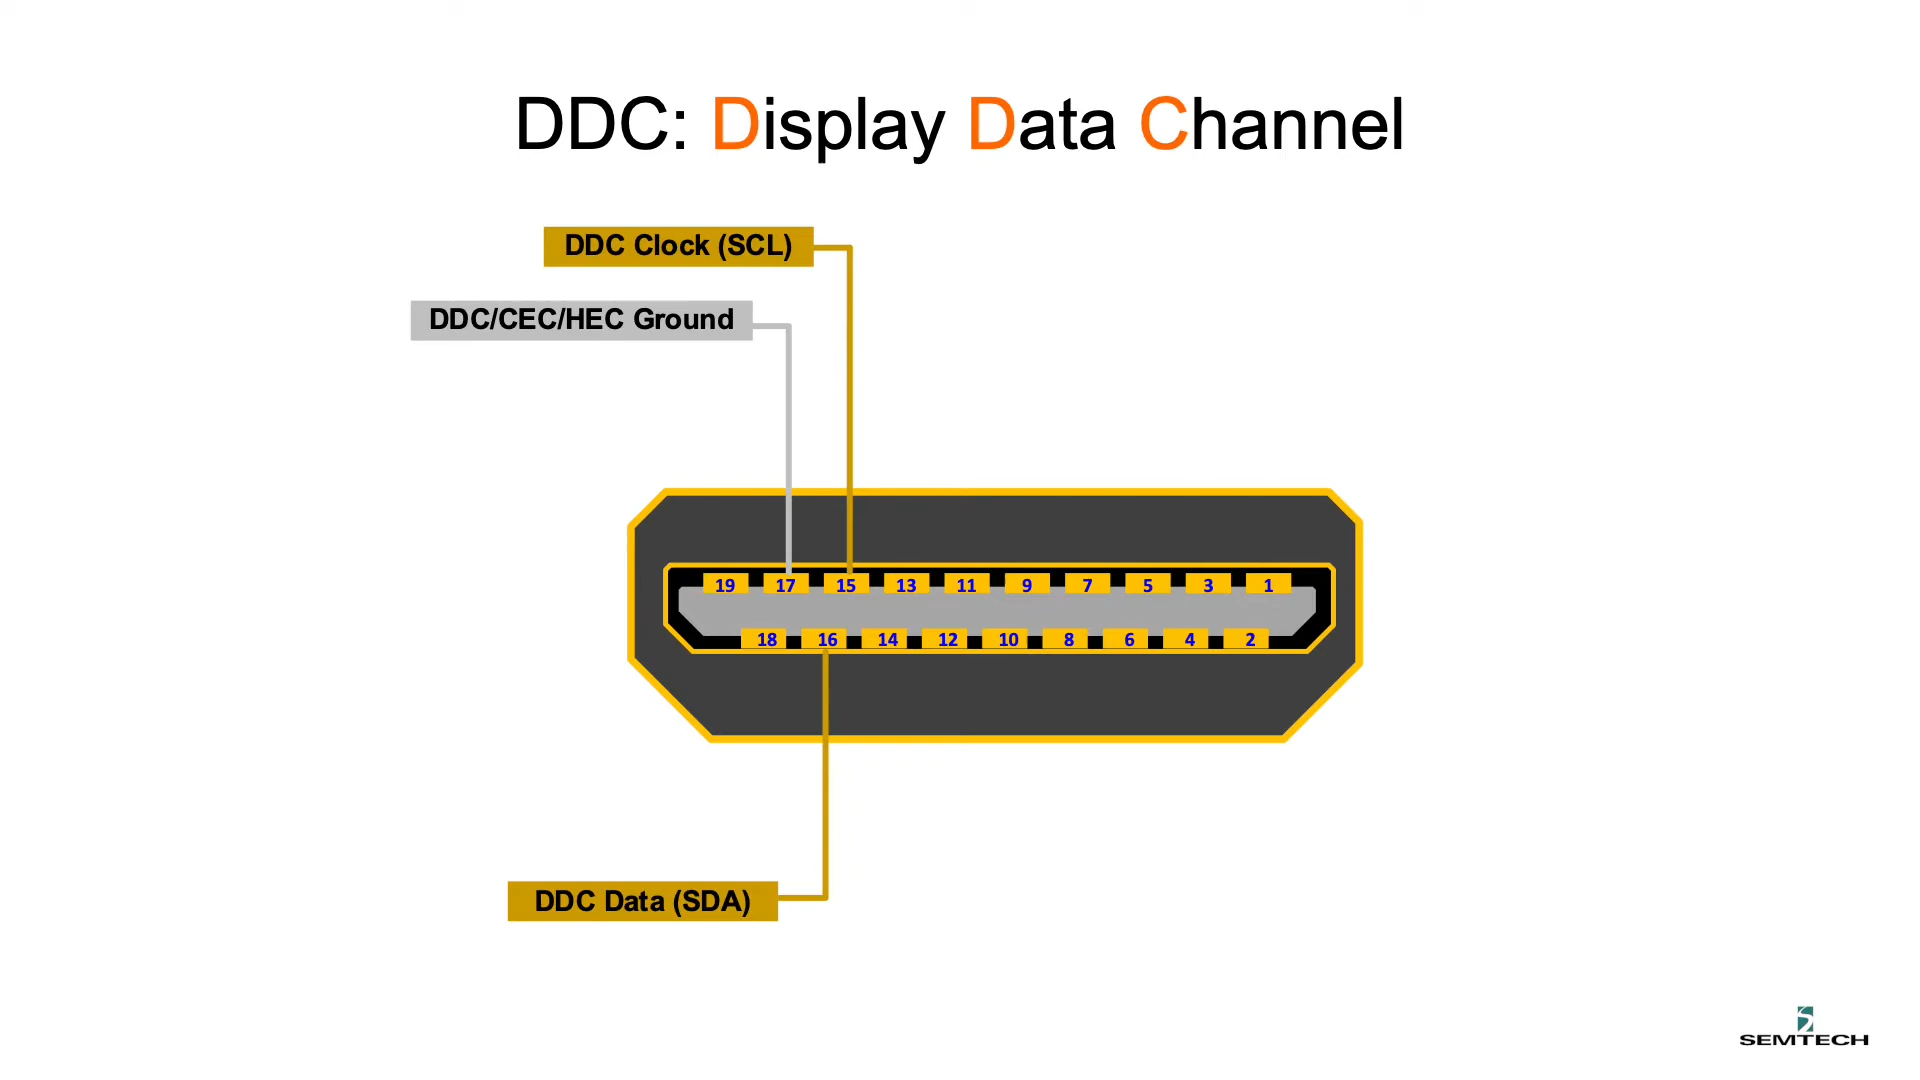 DDC: Display Data Channel
DDC Clock (SCL)
DDC/CEC/HEC Ground
19 17 15 13 11 9 7 5 3 1
18 16 14 12 10 8 6 4 2
DDC Data (SDA)
SEMTECH